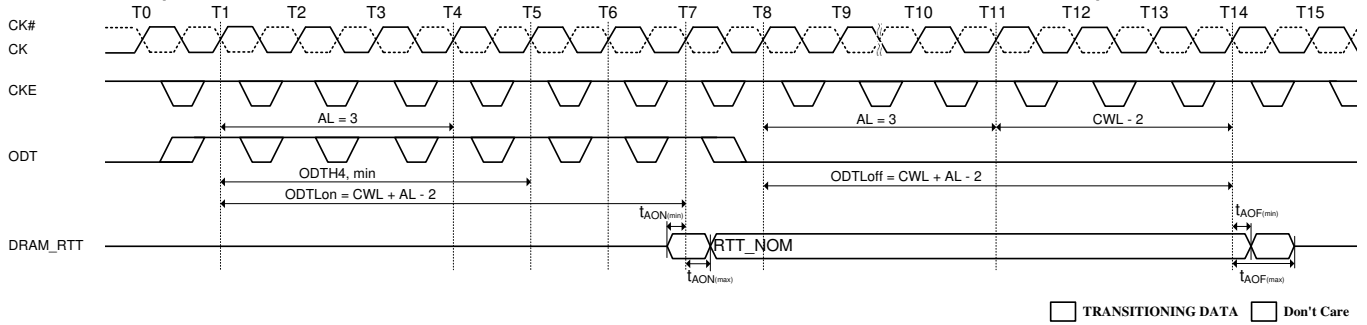 T0 T1 T2 T3 T4 T5 T6 T7 T8 T9 T10 T11 T12 T13 T14 T15
CK#
CK
CKE
AL = 3 AL = 3 CWL - 2
ODT
ODTH4, min
ODTLon = CWL + AL - 2 ODTLoff = CWL + AL - 2
tAON(min) tAOF(min)
DRAM_RTT RTT_NOM
tAON(max) tAOF(max)
TRANSITIONING DATA Don't Care